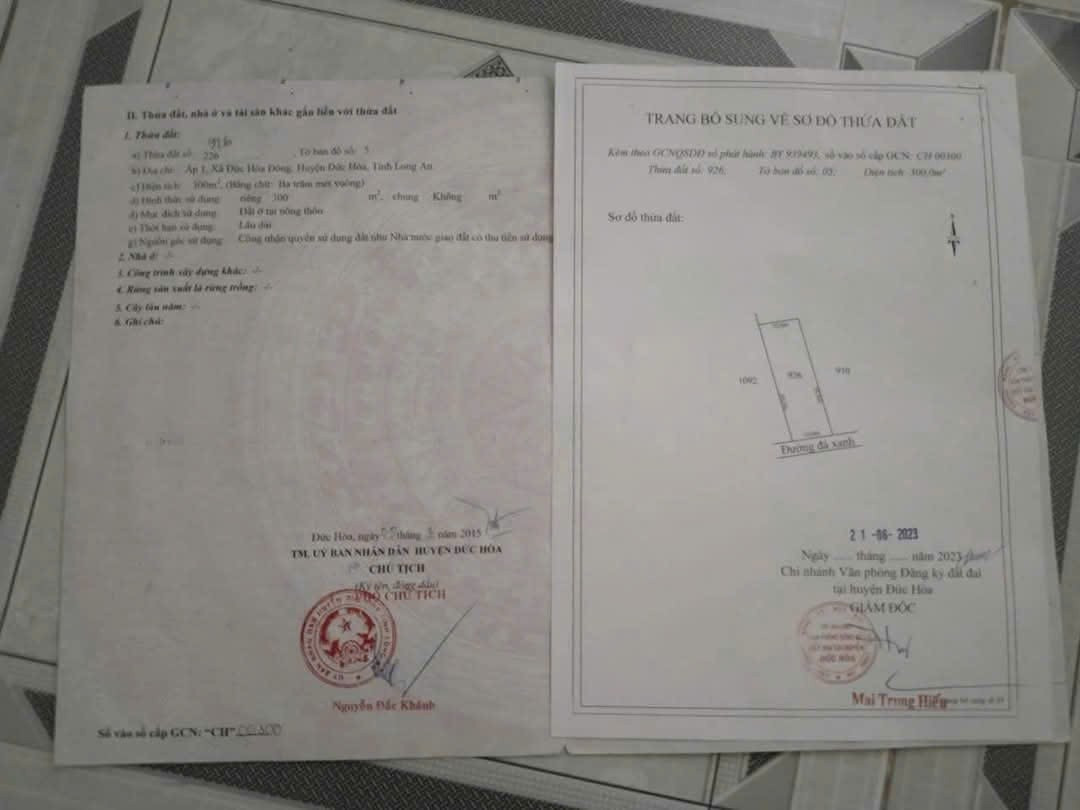 II. Thửa đất, nhà ở và tài sản khác gắn liền với thửa đất
1. Thửa đất:
a) Thửa đất số: 226 , Tờ bản đồ số: 5
b) Địa chỉ: Ấp 1, Xã Đức Hòa Đông, Huyện Đức Hòa, Tỉnh Long An.
c) Diện tích: 300m², (Bằng chữ: Ba trăm mét vuông)
d) Hình thức sử dụng: riêng 300 m², chung Không m²
đ) Mục đích sử dụng: Đất ở tại nông thôn
e) Thời hạn sử dụng: Lâu dài
g) Nguồn gốc sử dụng: Công nhận quyền sử dụng đất như Nhà nước giao đất có thu tiền sử dụng
2. Nhà ở: -/-
3. Công trình xây dựng khác: -/-
4. Rừng sản xuất là rừng trồng: -/-
5. Cây lâu năm: -/-
6. Ghi chú:
Đức Hòa, ngày tháng năm 2015
TM. UỶ BAN NHÂN DÂN HUYỆN ĐỨC HÒA
CHỦ TỊCH
(Ký tên, đóng dấu)
PHÓ CHỦ TỊCH
Nguyễn Đắc Khánh
Số vào sổ cấp GCN: "CH" 00300
TRANG BỔ SUNG VỀ SƠ ĐỒ THỬA ĐẤT
Kèm theo GCNQSDĐ số phát hành: BY 939493, số vào sổ cấp GCN: CH 00300
Thửa đất số: 926, Tờ bản đồ số: 05; Diện tích: 300,0m²
Sơ đồ thửa đất:
1092
926
910
Đường đá xanh
21-06-2023
Ngày ..... tháng ..... năm 2023
Chi nhánh Văn phòng Đăng ký đất đai
tại huyện Đức Hòa
GIÁM ĐỐC
ĐỨC HÒA
Mai Trung Hiếu